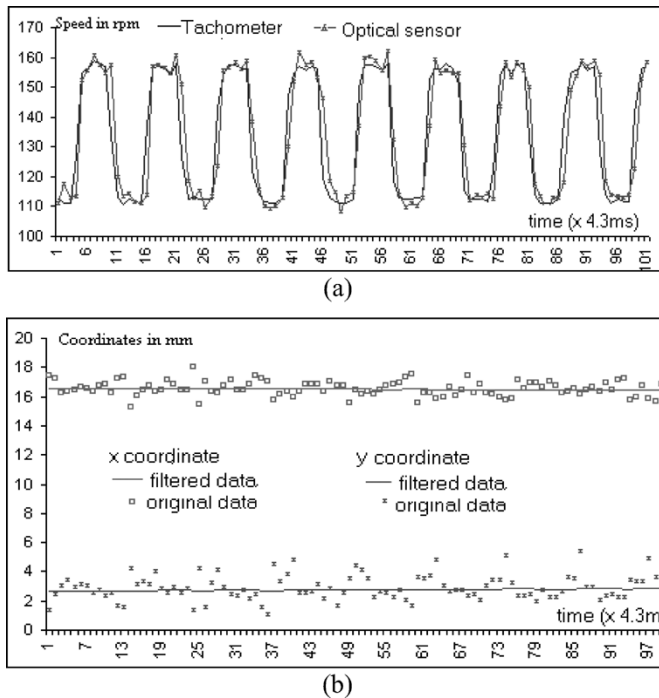 Speed in rpm
Tachometer
Optical sensor
170
160
150
140
130
120
110
100
time (x 4.3ms)
1 6 11 16 21 26 31 36 41 46 51 56 61 66 71 76 81 86 91 96 101
(a)
Coordinates in mm
20
18
16
14
12
10
8
6
4
2
0
x coordinate
filtered data
original data
y coordinate
filtered data
original data
time (x 4.3m
1 7 13 19 25 31 37 43 49 55 61 67 73 79 85 91 97
(b)